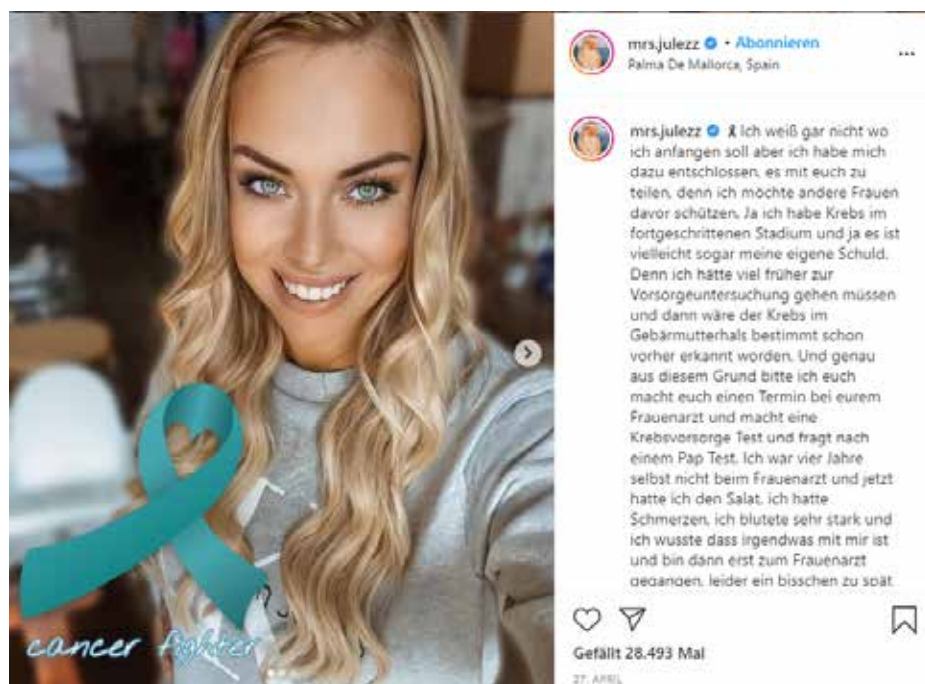 mrs.julezz • Abonnieren
Palma De Mallorca, Spain
...
mrs.julezz Ich weiß gar nicht wo
ich anfangen soll aber ich habe mich
dazu entschlossen, es mit euch zu
teilen, denn ich möchte andere Frauen
davor schützen. Ja ich habe Krebs im
fortgeschrittenen Stadium und ja es ist
vielleicht sogar meine eigene Schuld.
Denn ich hätte viel früher zur
Vorsorgeuntersuchung gehen müssen
und dann wäre der Krebs im
Gebärmutterhals bestimmt schon
vorher erkannt worden. Und genau
aus diesem Grund bitte ich euch
macht euch einen Termin bei eurem
Frauenarzt und macht eine
Krebsvorsorge Test und fragt nach
einem Pap Test. Ich war vier Jahre
selbst nicht beim Frauenarzt und jetzt
hatte ich den Salat, ich hatte
Schmerzen, ich blutete sehr stark und
ich wusste dass irgendwas mit mir ist
und bin dann erst zum Frauenarzt
gegangen, leider ein bisschen zu spät
Gefällt 28.493 Mal
27. APRIL
cancer fighter